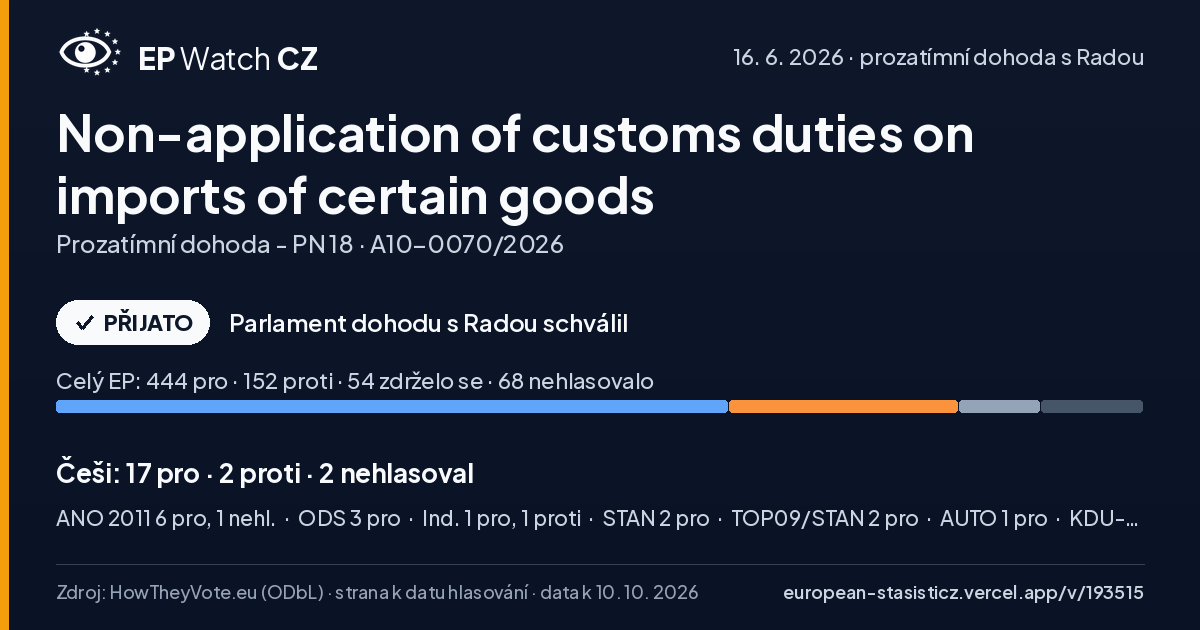 EP Watch CZ
16. 6. 2026 · prozatímní dohoda s Radou
Non-application of customs duties on
imports of certain goods
Prozatímní dohoda - PN 18 · A10-0070/2026
✓ PŘIJATO
Parlament dohodu s Radou schválil
Celý EP: 444 pro · 152 proti · 54 zdrželo se · 68 nehlasovalo
Češi: 17 pro · 2 proti · 2 nehlasoval
ANO 2011 6 pro, 1 nehl. · ODS 3 pro · Ind. 1 pro, 1 proti · STAN 2 pro · TOP09/STAN 2 pro · AUTO 1 pro · KDU-…
Zdroj: HowTheyVote.eu (ODbL) · strana k datu hlasování · data k 10. 10. 2026
european-stasisticz.vercel.app/v/193515